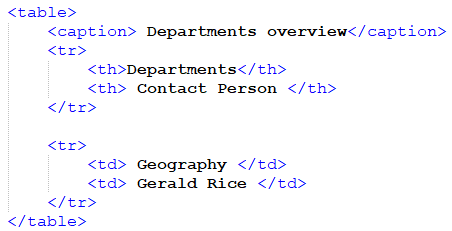 <table>
    <caption> Departments overview</caption>
    <tr>
        <th>Departments</th>
        <th> Contact Person </th>
    </tr>

    <tr>
        <td> Geography </td>
        <td> Gerald Rice </td>
    </tr>
</table>